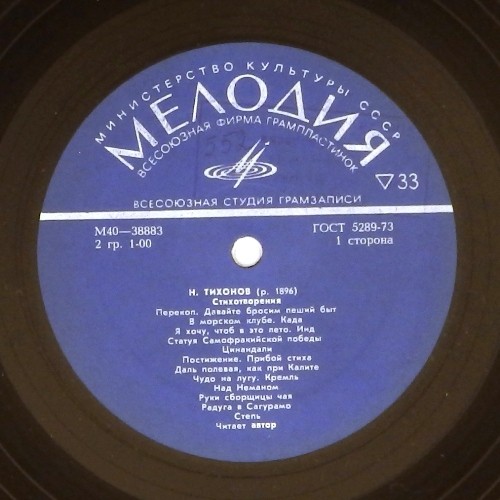 МИНИСТЕРСТВО КУЛЬТУРЫ СССР
МЕЛОДИЯ
ВСЕСОЮЗНАЯ ФИРМА ГРАМПЛАСТИНОК
33
ВСЕСОЮЗНАЯ СТУДИЯ ГРАМЗАПИСИ
М40—38883
2 гр. 1-00
ГОСТ 5289-73
1 сторона
Н. ТИХОНОВ (р. 1896)
Стихотворения
Перекоп. Давайте бросим пеший быт
В морском клубе. Када
Я хочу, чтоб в это лето. Инд
Статуя Самофракийской победы
Цинандали
Постижение. Прибой стиха
Даль полевая, как при Калите
Чудо на лугу. Кремль
Над Неманом
Руки сборщицы чая
Радуга в Сагурамо
Степь
Читает автор